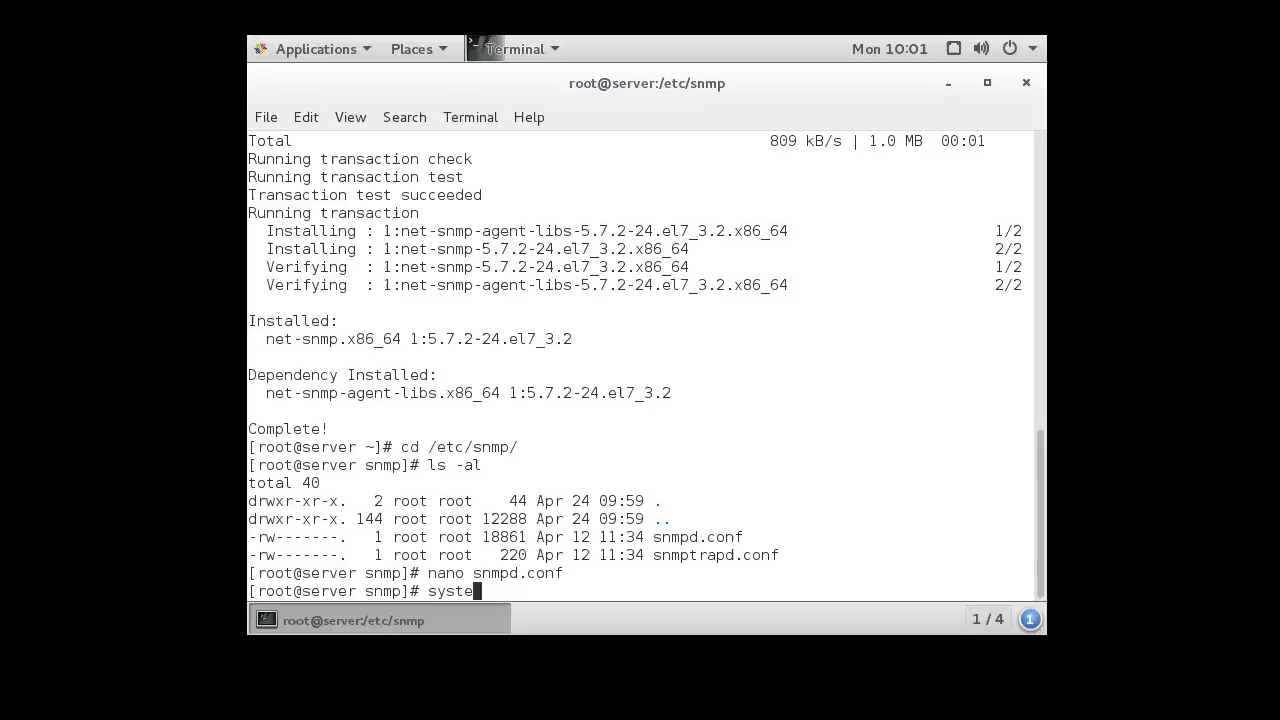 Applications Places Terminal Mon 10:01
root@server:/etc/snmp
File Edit View Search Terminal Help
Total 809 kB/s | 1.0 MB 00:01
Running transaction check
Running transaction test
Transaction test succeeded
Running transaction
Installing : 1:net-snmp-agent-libs-5.7.2-24.el7_3.2.x86_64 1/2
Installing : 1:net-snmp-5.7.2-24.el7_3.2.x86_64 2/2
Verifying : 1:net-snmp-5.7.2-24.el7_3.2.x86_64 1/2
Verifying : 1:net-snmp-agent-libs-5.7.2-24.el7_3.2.x86_64 2/2
Installed:
net-snmp.x86_64 1:5.7.2-24.el7_3.2
Dependency Installed:
net-snmp-agent-libs.x86_64 1:5.7.2-24.el7_3.2
Complete!
[root@server ~]# cd /etc/snmp/
[root@server snmp]# ls -al
total 40
drwxr-xr-x. 2 root root 44 Apr 24 09:59 .
drwxr-xr-x. 144 root root 12288 Apr 24 09:59 ..
-rw-------. 1 root root 18861 Apr 12 11:34 snmpd.conf
-rw-------. 1 root root 220 Apr 12 11:34 snmptrapd.conf
[root@server snmp]# nano snmpd.conf
[root@server snmp]# syste
root@server:/etc/snmp 1 / 4 1